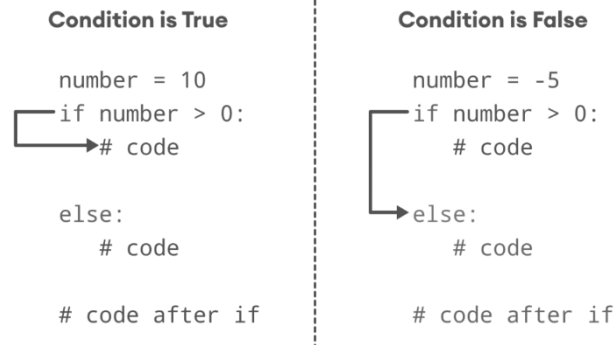 Condition is True
number = 10
if number > 0:
# code
else:
# code
# code after if
Condition is False
number = -5
if number > 0:
# code
else:
# code
# code after if